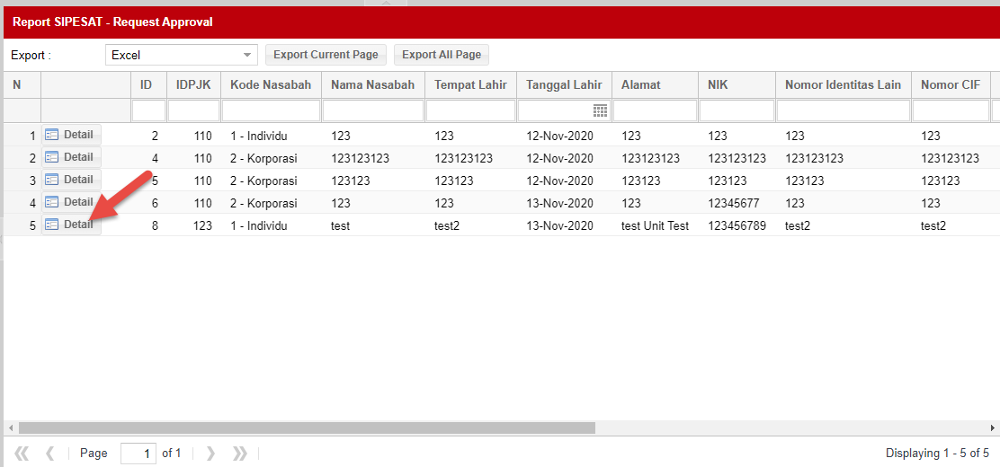 Report SIPESAT - Request Approval
Export : Excel Export Current Page Export All Page
N ID IDPJK Kode Nasabah Nama Nasabah Tempat Lahir Tanggal Lahir Alamat NIK Nomor Identitas Lain Nomor CIF
1 Detail 2 110 1 - Individu 123 123 12-Nov-2020 123 123 123 123
2 Detail 4 110 2 - Korporasi 123123123 123123123 12-Nov-2020 123123123 123123123 123123123 123123123
3 Detail 5 110 2 - Korporasi 123123 123123 12-Nov-2020 123123 123123 123123 123123
4 Detail 6 110 2 - Korporasi 123 123 13-Nov-2020 123 12345677 123 123
5 Detail 8 123 1 - Individu test test2 13-Nov-2020 test Unit Test 123456789 test2 test2
Page 1 of 1 Displaying 1 - 5 of 5